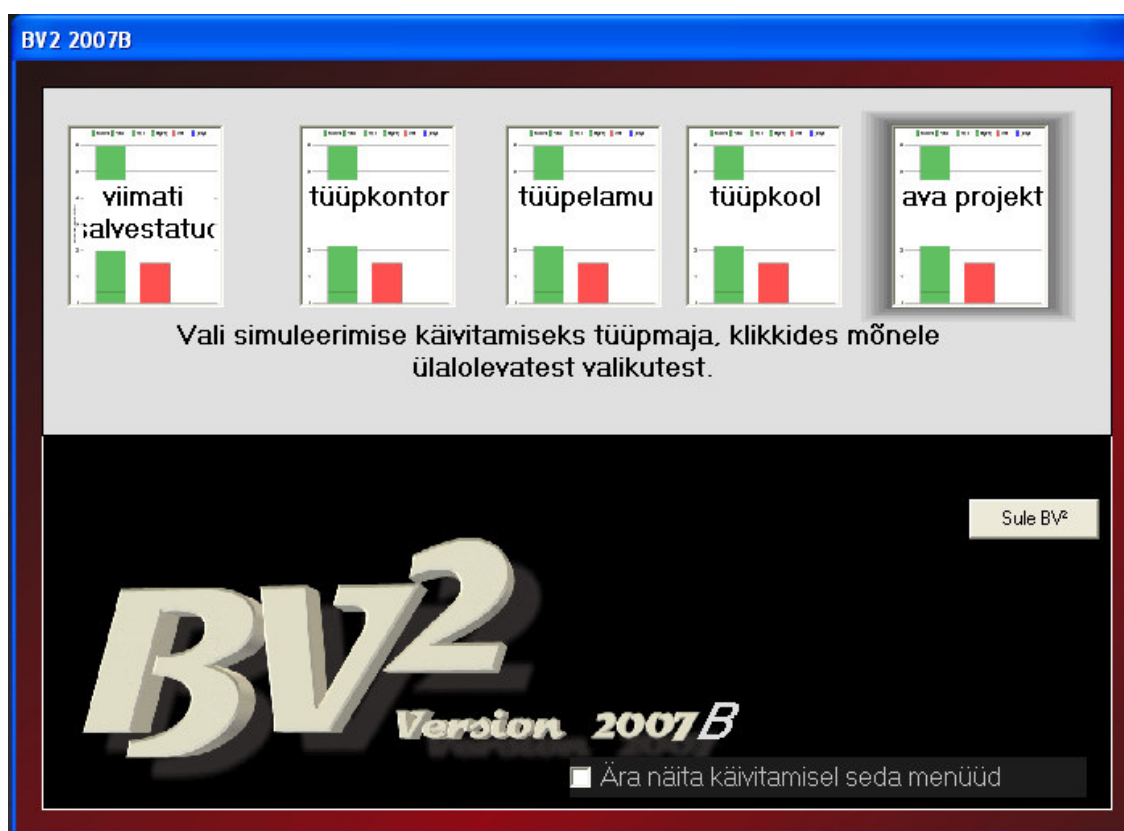 BV2 2007B
viimati
salvestatud
tüüpkontor
tüüpelamu
tüüpkool
ava projekt
Vali simuleerimise käivitamiseks tüüpmaja, klikkides mõnele
ülalolevatest valikutest.
Sule BV²
BV2
Version 2007B
Ära näita käivitamisel seda menüüd